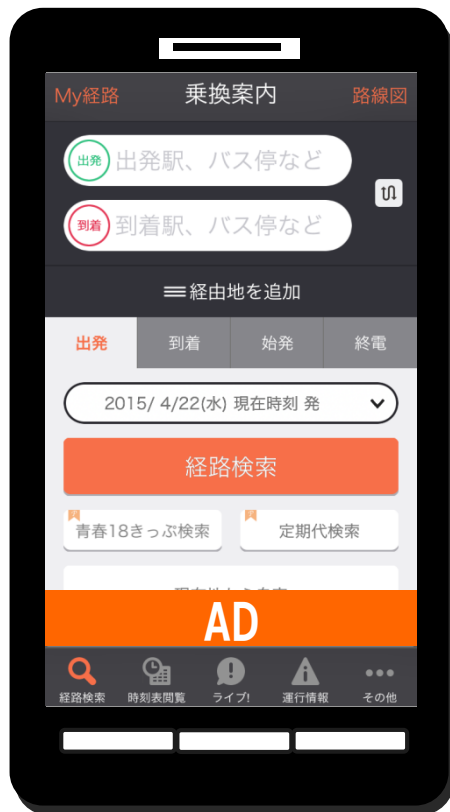 My経路 乗換案内 路線図
出発 出発駅、バス停など
到着 到着駅、バス停など
経由地を追加
出発 到着 始発 終電
2015/ 4/22(水) 現在時刻 発
経路検索
青春18きっぷ検索 定期代検索
AD
経路検索 時刻表閲覧 ライブ! 運行情報 その他